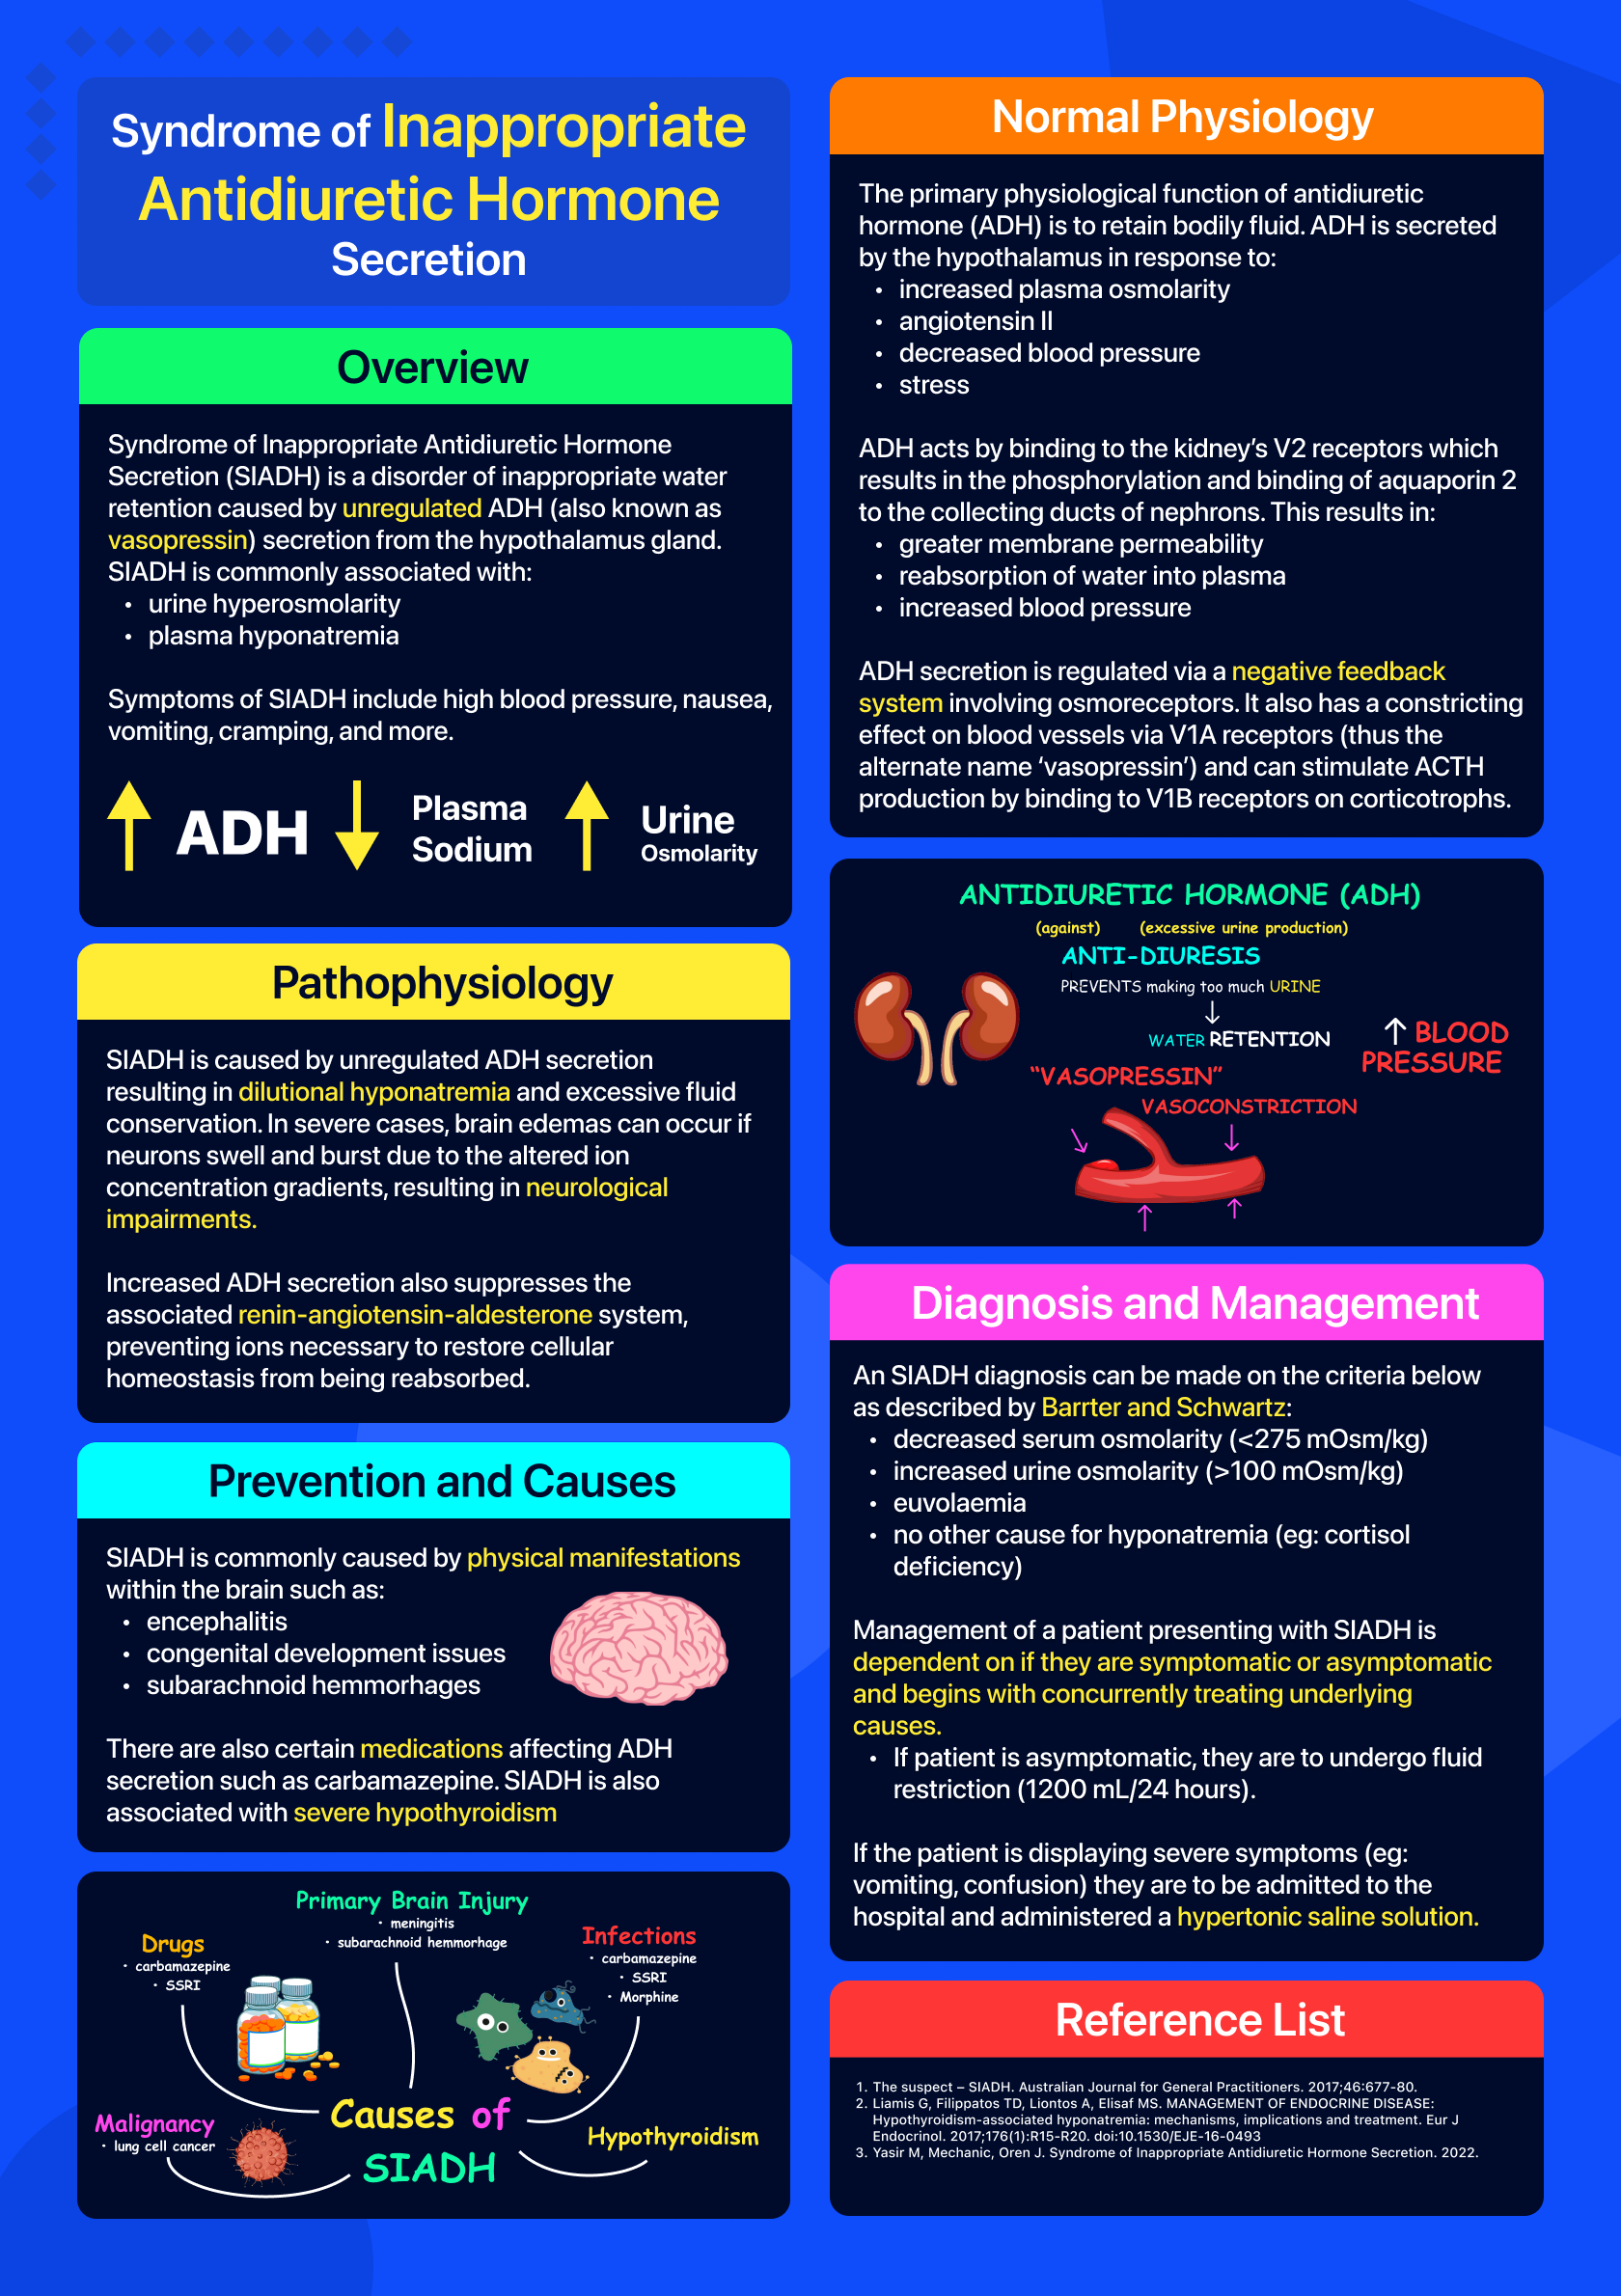 Syndrome of Inappropriate
Antidiuretic Hormone
Secretion
Overview
Syndrome of Inappropriate Antidiuretic Hormone
Secretion (SIADH) is a disorder of inappropriate water
retention caused by unregulated ADH (also known as
vasopressin) secretion from the hypothalamus gland.
SIADH is commonly associated with:
• urine hyperosmolarity
• plasma hyponatremia
Symptoms of SIADH include high blood pressure, nausea,
vomiting, cramping, and more.
ADH
Plasma
Sodium
Urine
Osmolarity
Pathophysiology
SIADH is caused by unregulated ADH secretion
resulting in dilutional hyponatremia and excessive fluid
conservation. In severe cases, brain edemas can occur if
neurons swell and burst due to the altered ion
concentration gradients, resulting in neurological
impairments.
Increased ADH secretion also suppresses the
associated renin-angiotensin-aldesterone system,
preventing ions necessary to restore cellular
homeostasis from being reabsorbed.
Prevention and Causes
SIADH is commonly caused by physical manifestations
within the brain such as:
• encephalitis
• congenital development issues
• subarachnoid hemmorhages
There are also certain medications affecting ADH
secretion such as carbamazepine. SIADH is also
associated with severe hypothyroidism
Primary Brain Injury
• meningitis
• subarachnoid hemmorhage
Drugs
• carbamazepine
• SSRI
Infections
• carbamazepine
• SSRI
• Morphine
Malignancy
• lung cell cancer
Causes of
SIADH
Hypothyroidism
Normal Physiology
The primary physiological function of antidiuretic
hormone (ADH) is to retain bodily fluid. ADH is secreted
by the hypothalamus in response to:
• increased plasma osmolarity
• angiotensin II
• decreased blood pressure
• stress
ADH acts by binding to the kidney's V2 receptors which
results in the phosphorylation and binding of aquaporin 2
to the collecting ducts of nephrons. This results in:
• greater membrane permeability
• reabsorption of water into plasma
• increased blood pressure
ADH secretion is regulated via a negative feedback
system involving osmoreceptors. It also has a constricting
effect on blood vessels via V1A receptors (thus the
alternate name ‘vasopressin’) and can stimulate ACTH
production by binding to V1B receptors on corticotrophs.
ANTIDIURETIC HORMONE (ADH)
(against) (excessive urine production)
ANTI-DIURESIS
PREVENTS making too much URINE
↓
WATER RETENTION
↑ BLOOD
PRESSURE
“VASOPRESSIN”
VASOCONSTRICTION
Diagnosis and Management
An SIADH diagnosis can be made on the criteria below
as described by Barrter and Schwartz:
• decreased serum osmolarity (<275 mOsm/kg)
• increased urine osmolarity (>100 mOsm/kg)
• euvolaemia
• no other cause for hyponatremia (eg: cortisol
deficiency)
Management of a patient presenting with SIADH is
dependent on if they are symptomatic or asymptomatic
and begins with concurrently treating underlying
causes.
• If patient is asymptomatic, they are to undergo fluid
restriction (1200 mL/24 hours).
If the patient is displaying severe symptoms (eg:
vomiting, confusion) they are to be admitted to the
hospital and administered a hypertonic saline solution.
Reference List
1. The suspect – SIADH. Australian Journal for General Practitioners. 2017;46:677-80.
2. Liamis G, Filippatos TD, Liontos A, Elisaf MS. MANAGEMENT OF ENDOCRINE DISEASE:
Hypothyroidism-associated hyponatremia: mechanisms, implications and treatment. Eur J
Endocrinol. 2017;176(1):R15-R20. doi:10.1530/EJE-16-0493
3. Yasir M, Mechanic, Oren J. Syndrome of Inappropriate Antidiuretic Hormone Secretion. 2022.